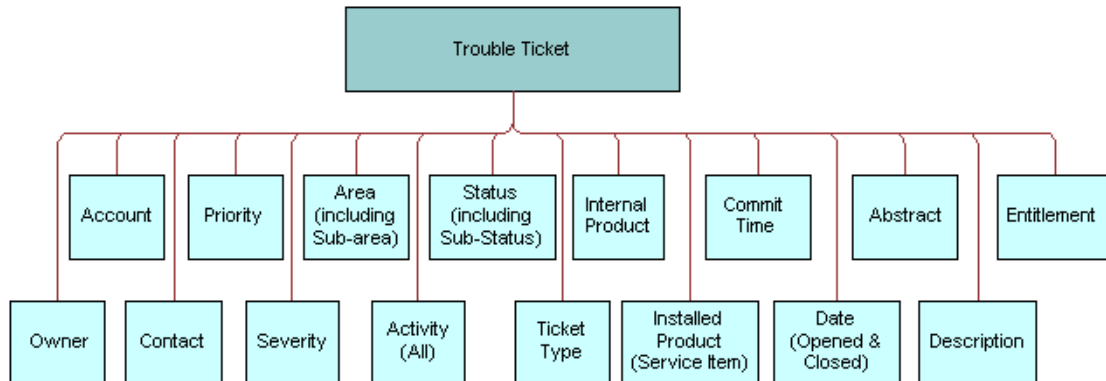 Trouble Ticket
Account
Priority
Area
(including
Sub-area)
Status
(including
Sub-Status)
Internal
Product
Commit
Time
Abstract
Entitlement
Owner
Contact
Severity
Activity
(All)
Ticket
Type
Installed
Product
(Service Item)
Date
(Opened &
Closed)
Description